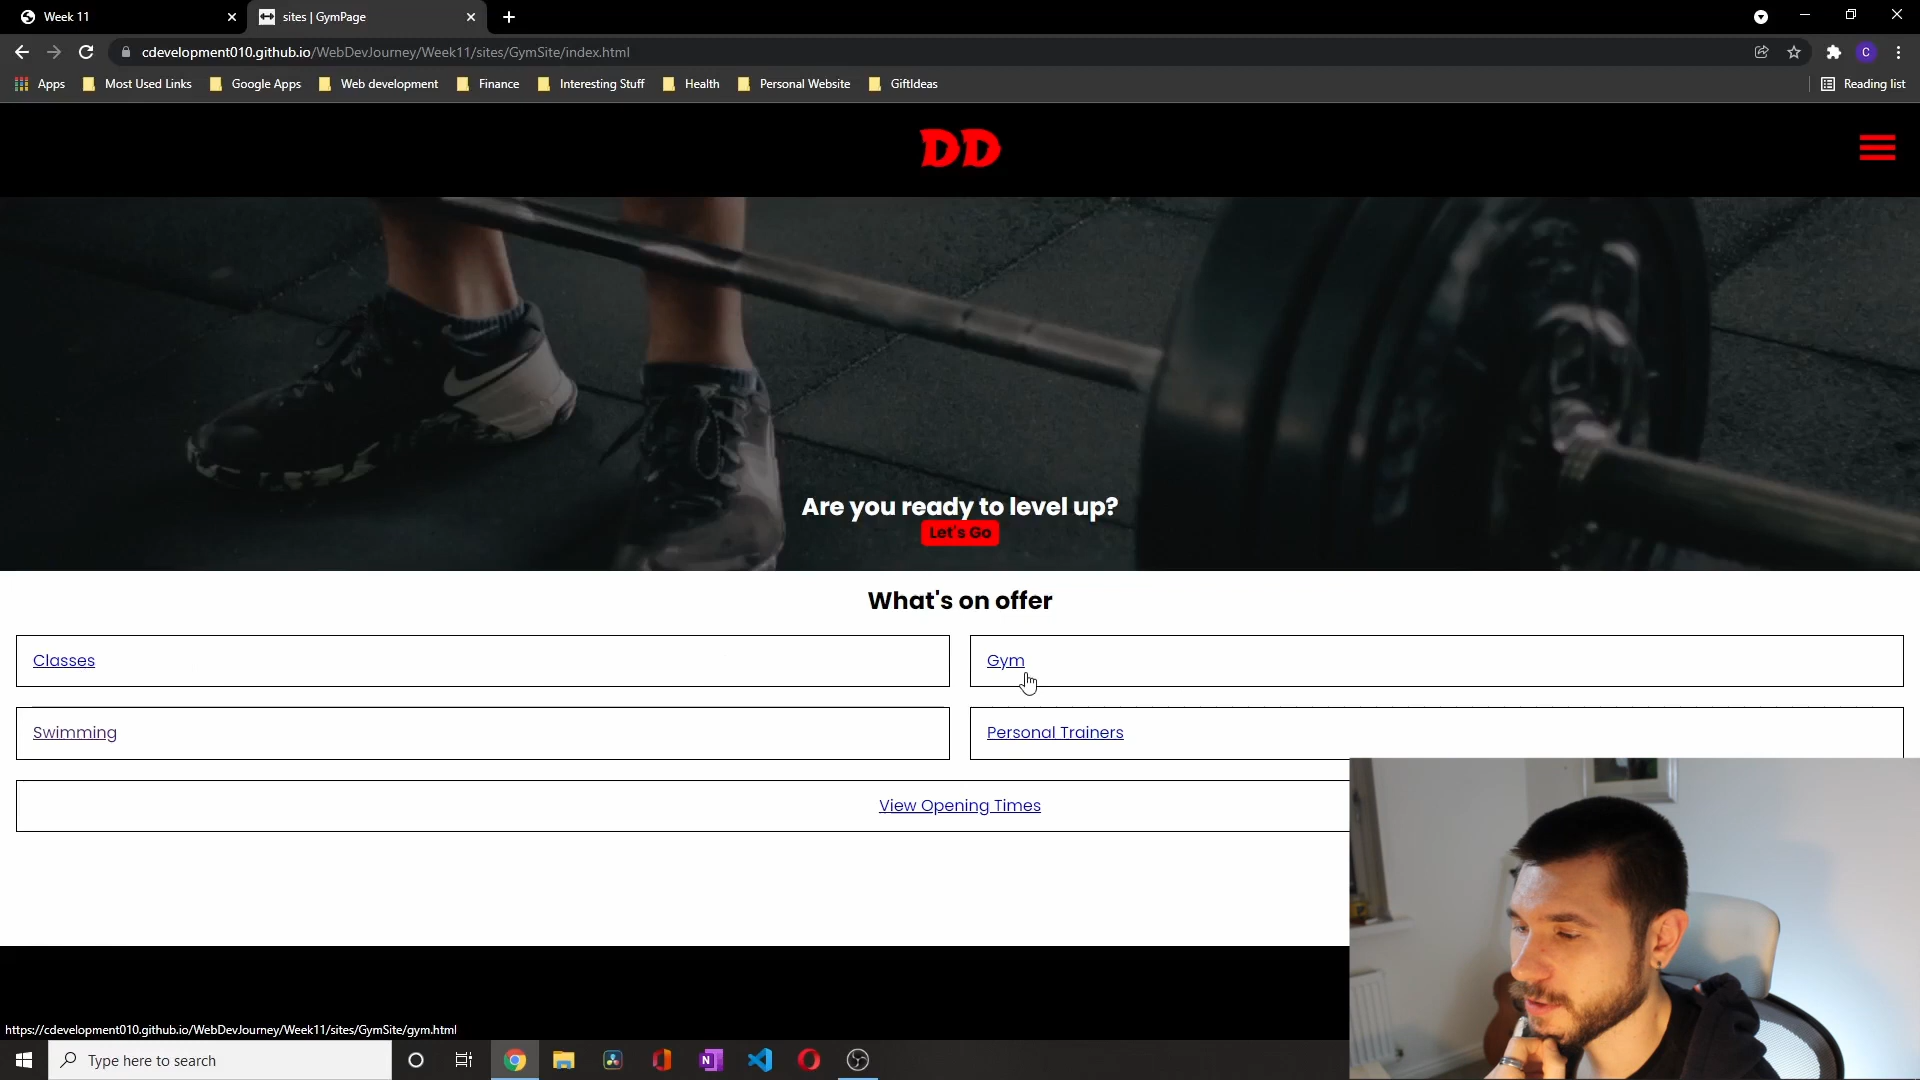 Week 11
sites | GymPage
cdevelopment010.github.io/WebDevJourney/Week11/sites/GymSite/index.html
C
Apps
Most Used Links
Google Apps
Web development
Finance
Interesting Stuff
Health
Personal Website
GiftIdeas
Reading list
DD
Are you ready to level up?
Let's Go
What's on offer
Classes
Gym
Swimming
Personal Trainers
View Opening Times
https://cdevelopment010.github.io/WebDevJourney/Week11/sites/GymSite/gym.html
Type here to search
N